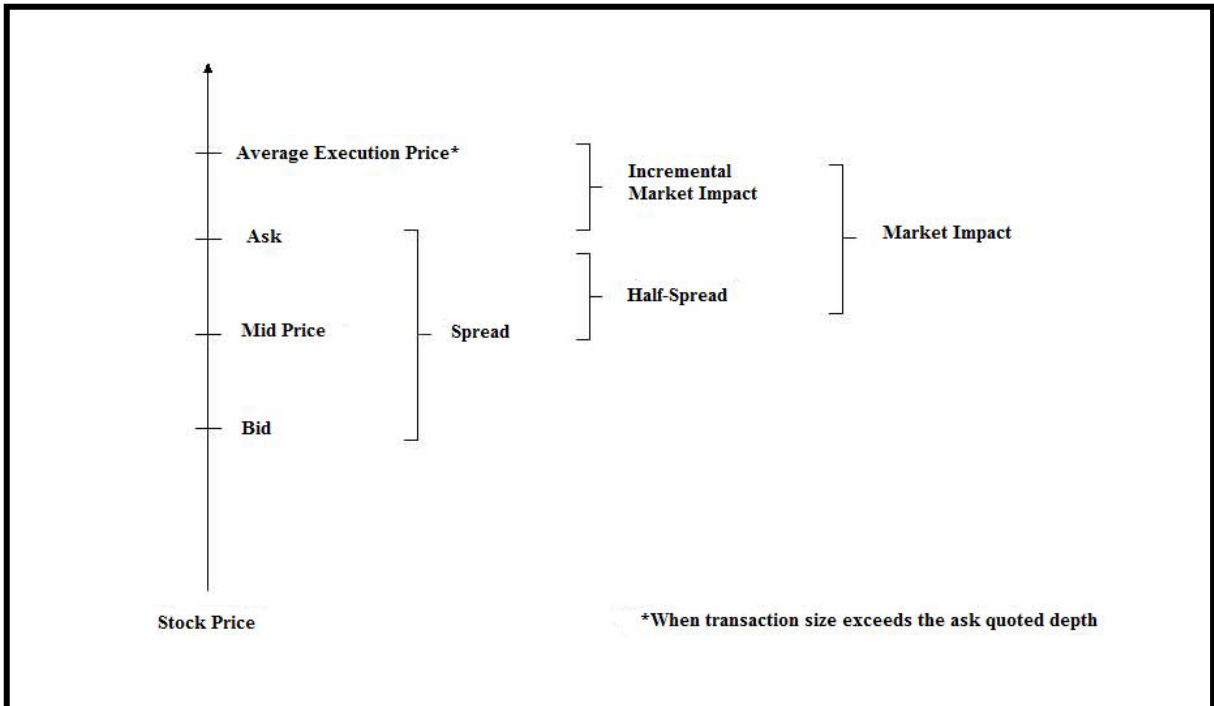 Average Execution Price*
Incremental
Market Impact
Ask
Market Impact
Half-Spread
Mid Price
Spread
Bid
Stock Price
*When transaction size exceeds the ask quoted depth